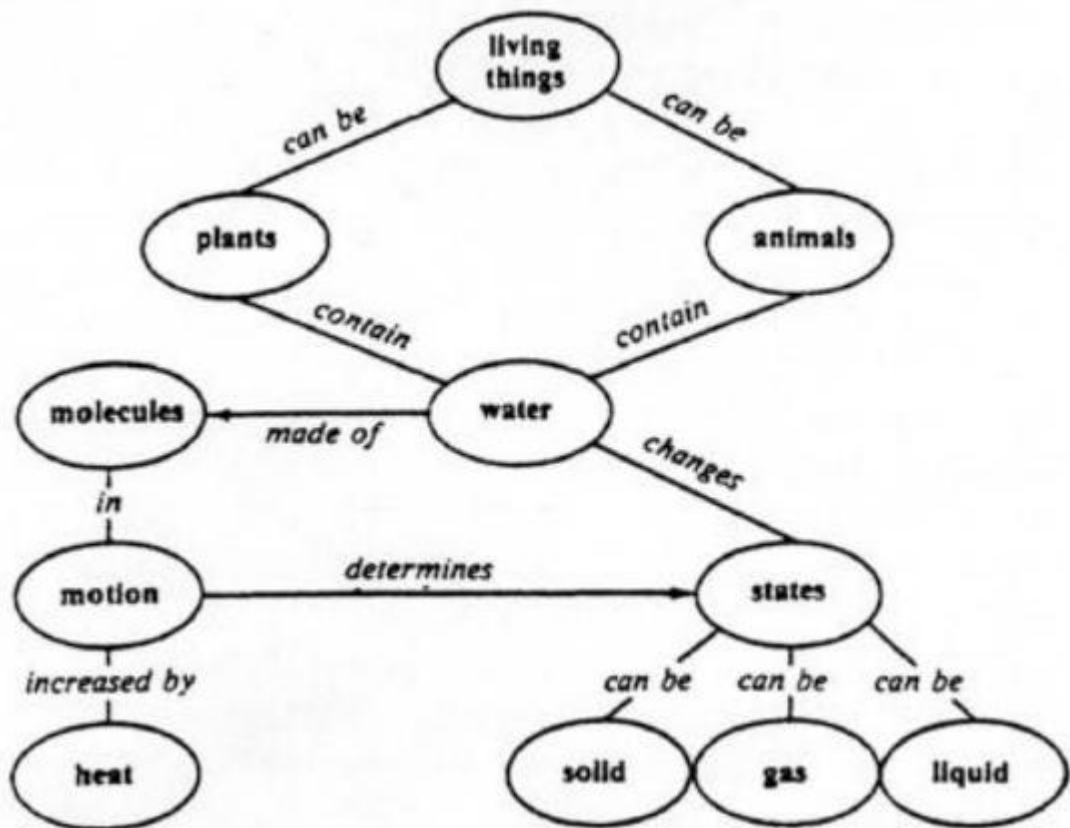 living
things
can be
can be
plants
animals
contain
contain
molecules
water
made of
changes
in
motion
determines
states
increased by
can be
can be
can be
heat
solid
gas
liquid